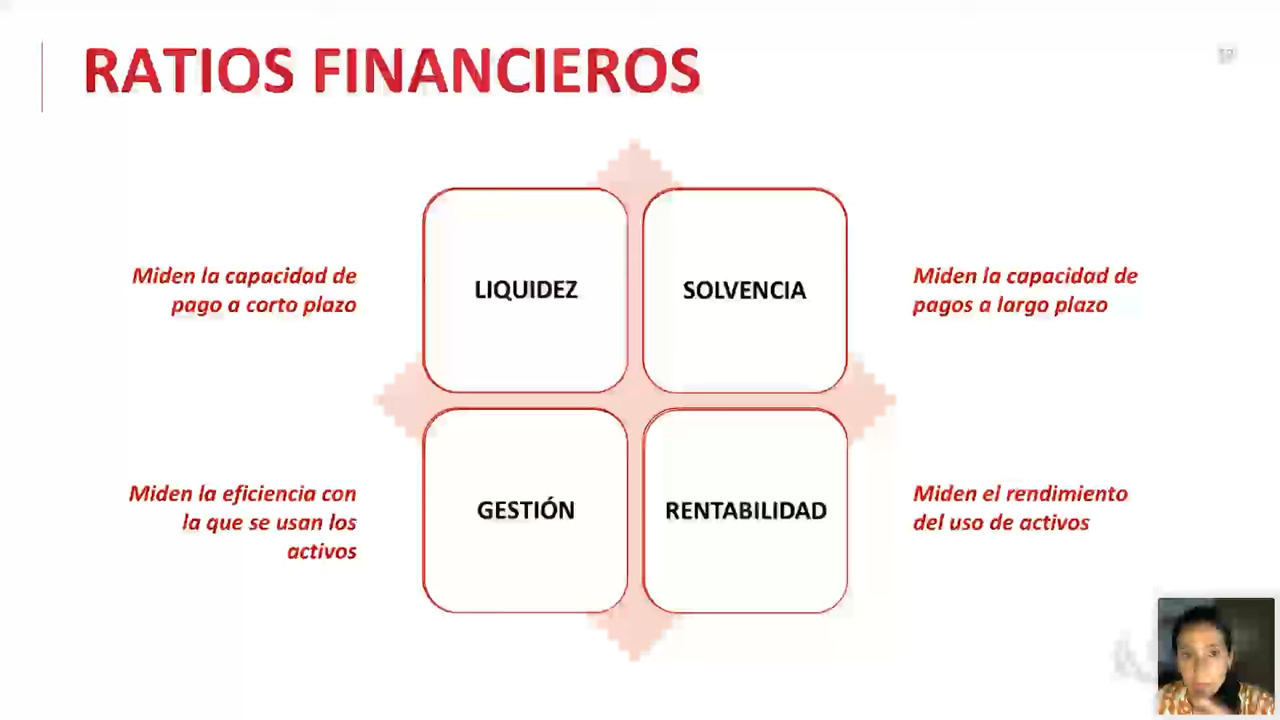 RATIOS FINANCIEROS
Miden la capacidad de
pago a corto plazo
LIQUIDEZ
SOLVENCIA
Miden la capacidad de
pagos a largo plazo
Miden la eficiencia con
la que se usan los
activos
GESTIÓN
RENTABILIDAD
Miden el rendimiento
del uso de activos